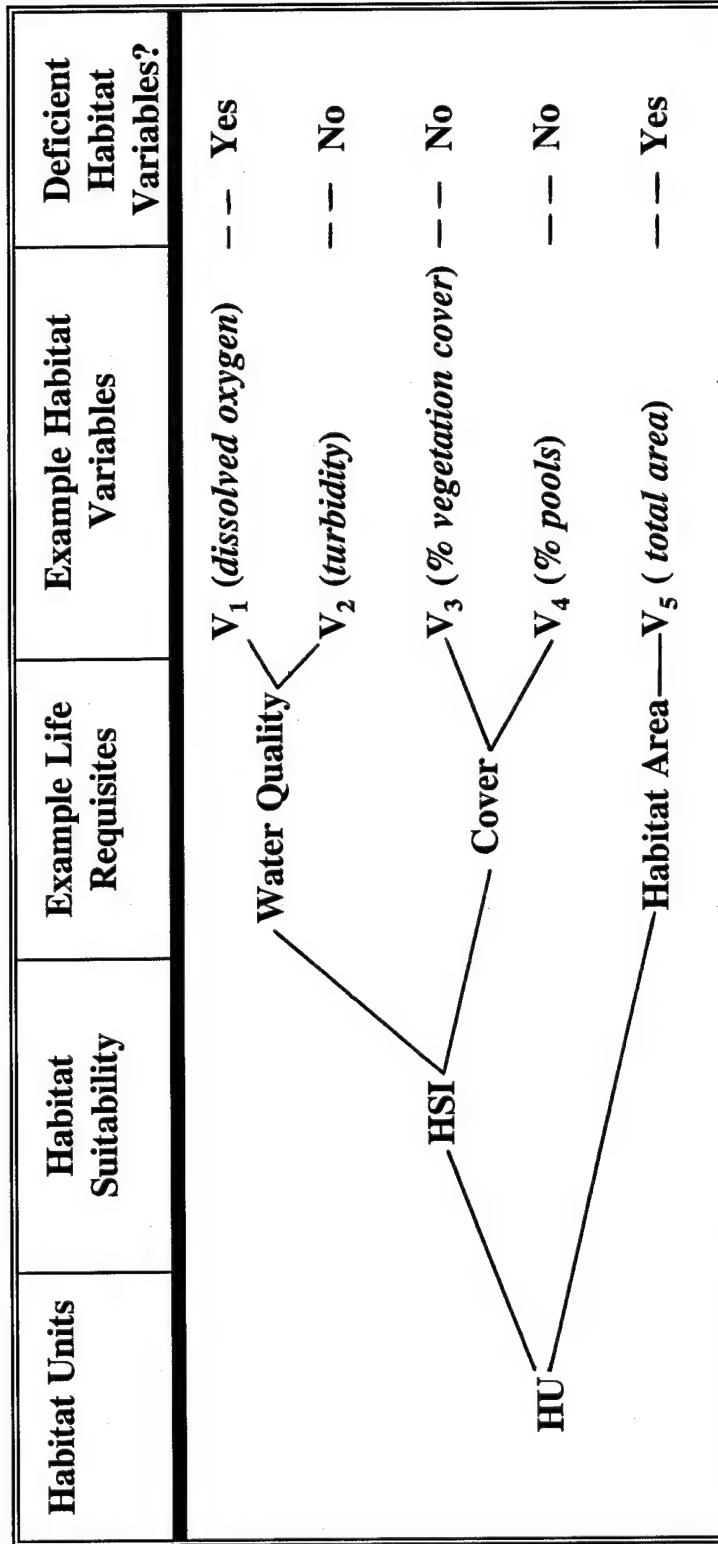 Habitat Units
Habitat
Suitability
Example Life
Requisites
Example Habitat
Variables
Deficient
Habitat
Variables?
HU
HSI
Water Quality
Cover
Habitat Area
V₁ (dissolved oxygen) -- Yes
V₂ (turbidity) -- No
V₃ (% vegetation cover) -- No
V₄ (% pools) -- No
V₅ ( total area) -- Yes